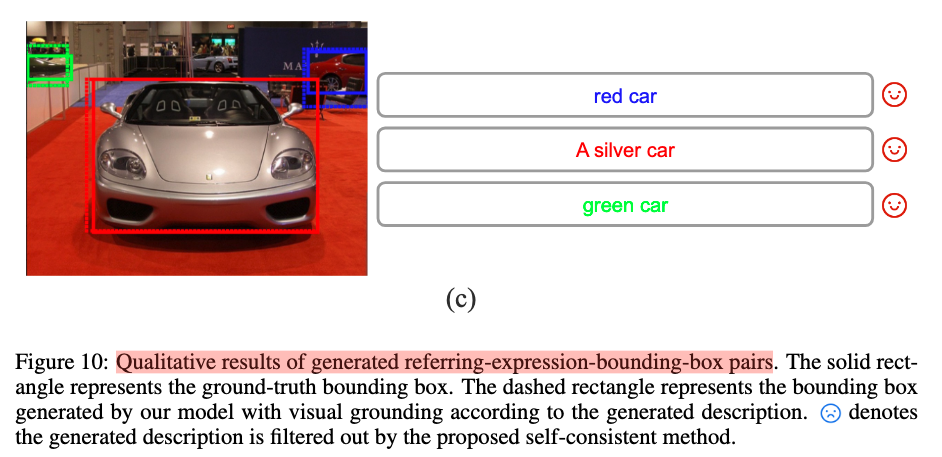 MA
red car
A silver car
green car
(c)
Figure 10: Qualitative results of generated referring-expression-bounding-box pairs. The solid rect-
angle represents the ground-truth bounding box. The dashed rectangle represents the bounding box
generated by our model with visual grounding according to the generated description. ☹ denotes
the generated description is filtered out by the proposed self-consistent method.